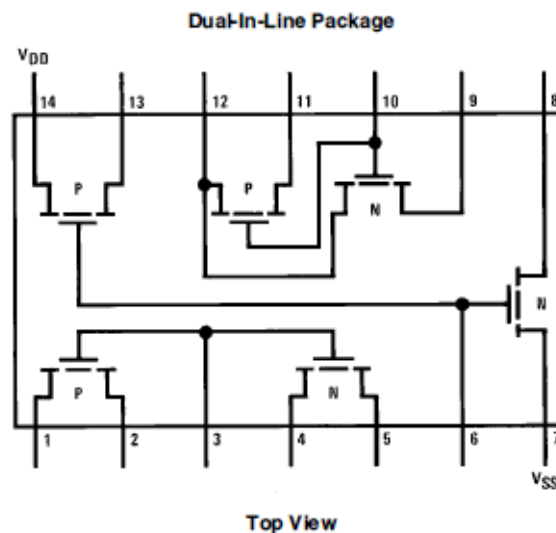 Dual-In-Line Package
VDD
14 13 12 11 10 9 8
P
P
N
N
P
N
1 2 3 4 5 6 7
VSS
Top View